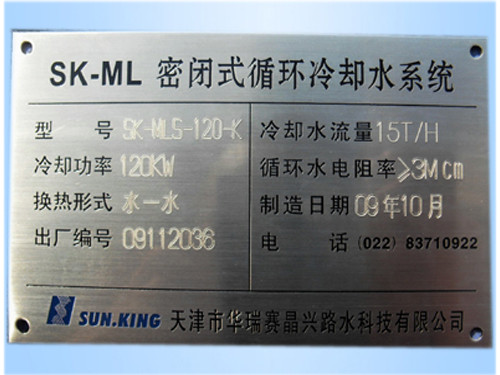 SK-ML 密闭式循环冷却水系统
型 号 SK-MLS-120-K
冷却水流量 15T/H
冷却功率 120KW
循环水电阻率 ≥3Mcm
换热形式 水一水
制造日期 09年10月
出厂编号 09112036
电 话 (022) 83710922
SUN.KING 天津市华瑞赛晶兴路水科技有限公司